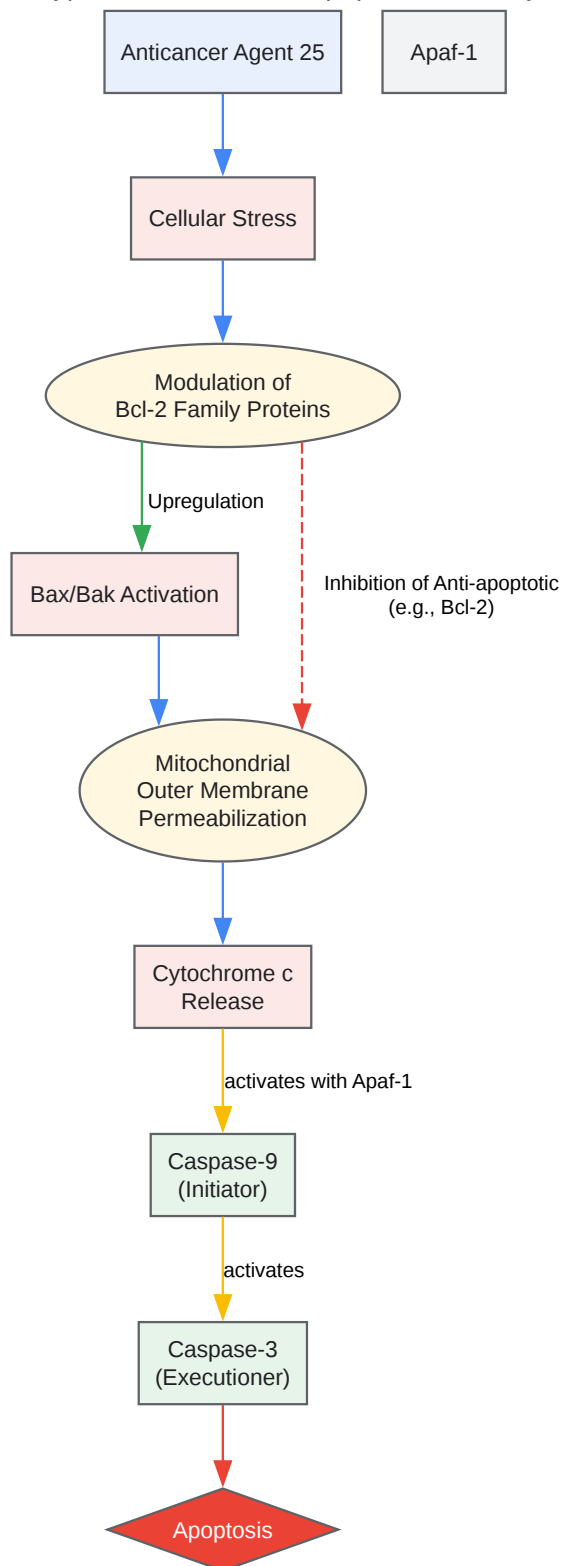 Anticancer Agent 25
Apaf-1
Cellular Stress
Modulation of
Bcl-2 Family Proteins
Upregulation
Bax/Bak Activation
Inhibition of Anti-apoptotic
(e.g., Bcl-2)
Mitochondrial
Outer Membrane
Permeabilization
Cytochrome c
Release
activates with Apaf-1
Caspase-9
(Initiator)
activates
Caspase-3
(Executioner)
Apoptosis